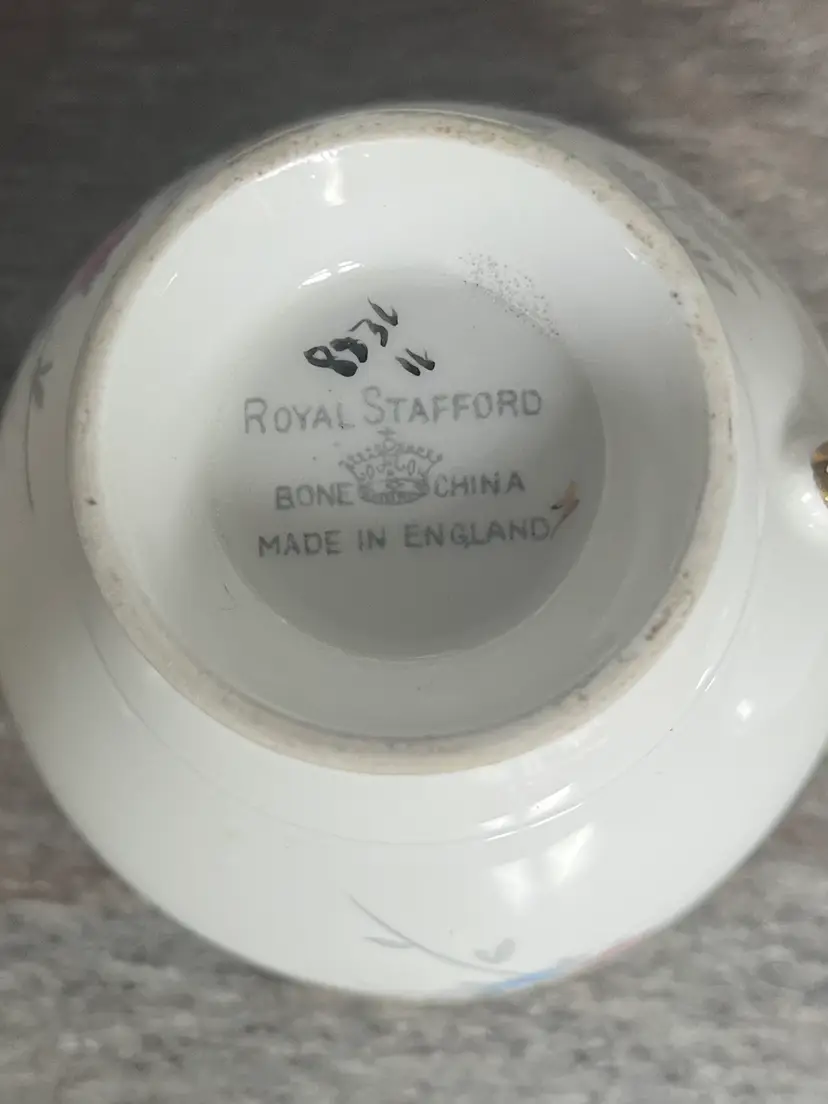 8836
11
ROYAL STAFFORD
BONE CHINA
MADE IN ENGLAND